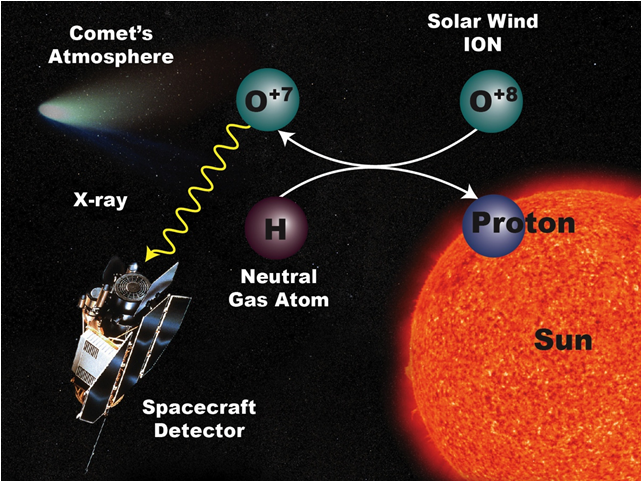 Comet's
Atmosphere
Solar Wind
ION
O+7
O+8
X-ray
H
Proton
Neutral
Gas Atom
Sun
Spacecraft
Detector